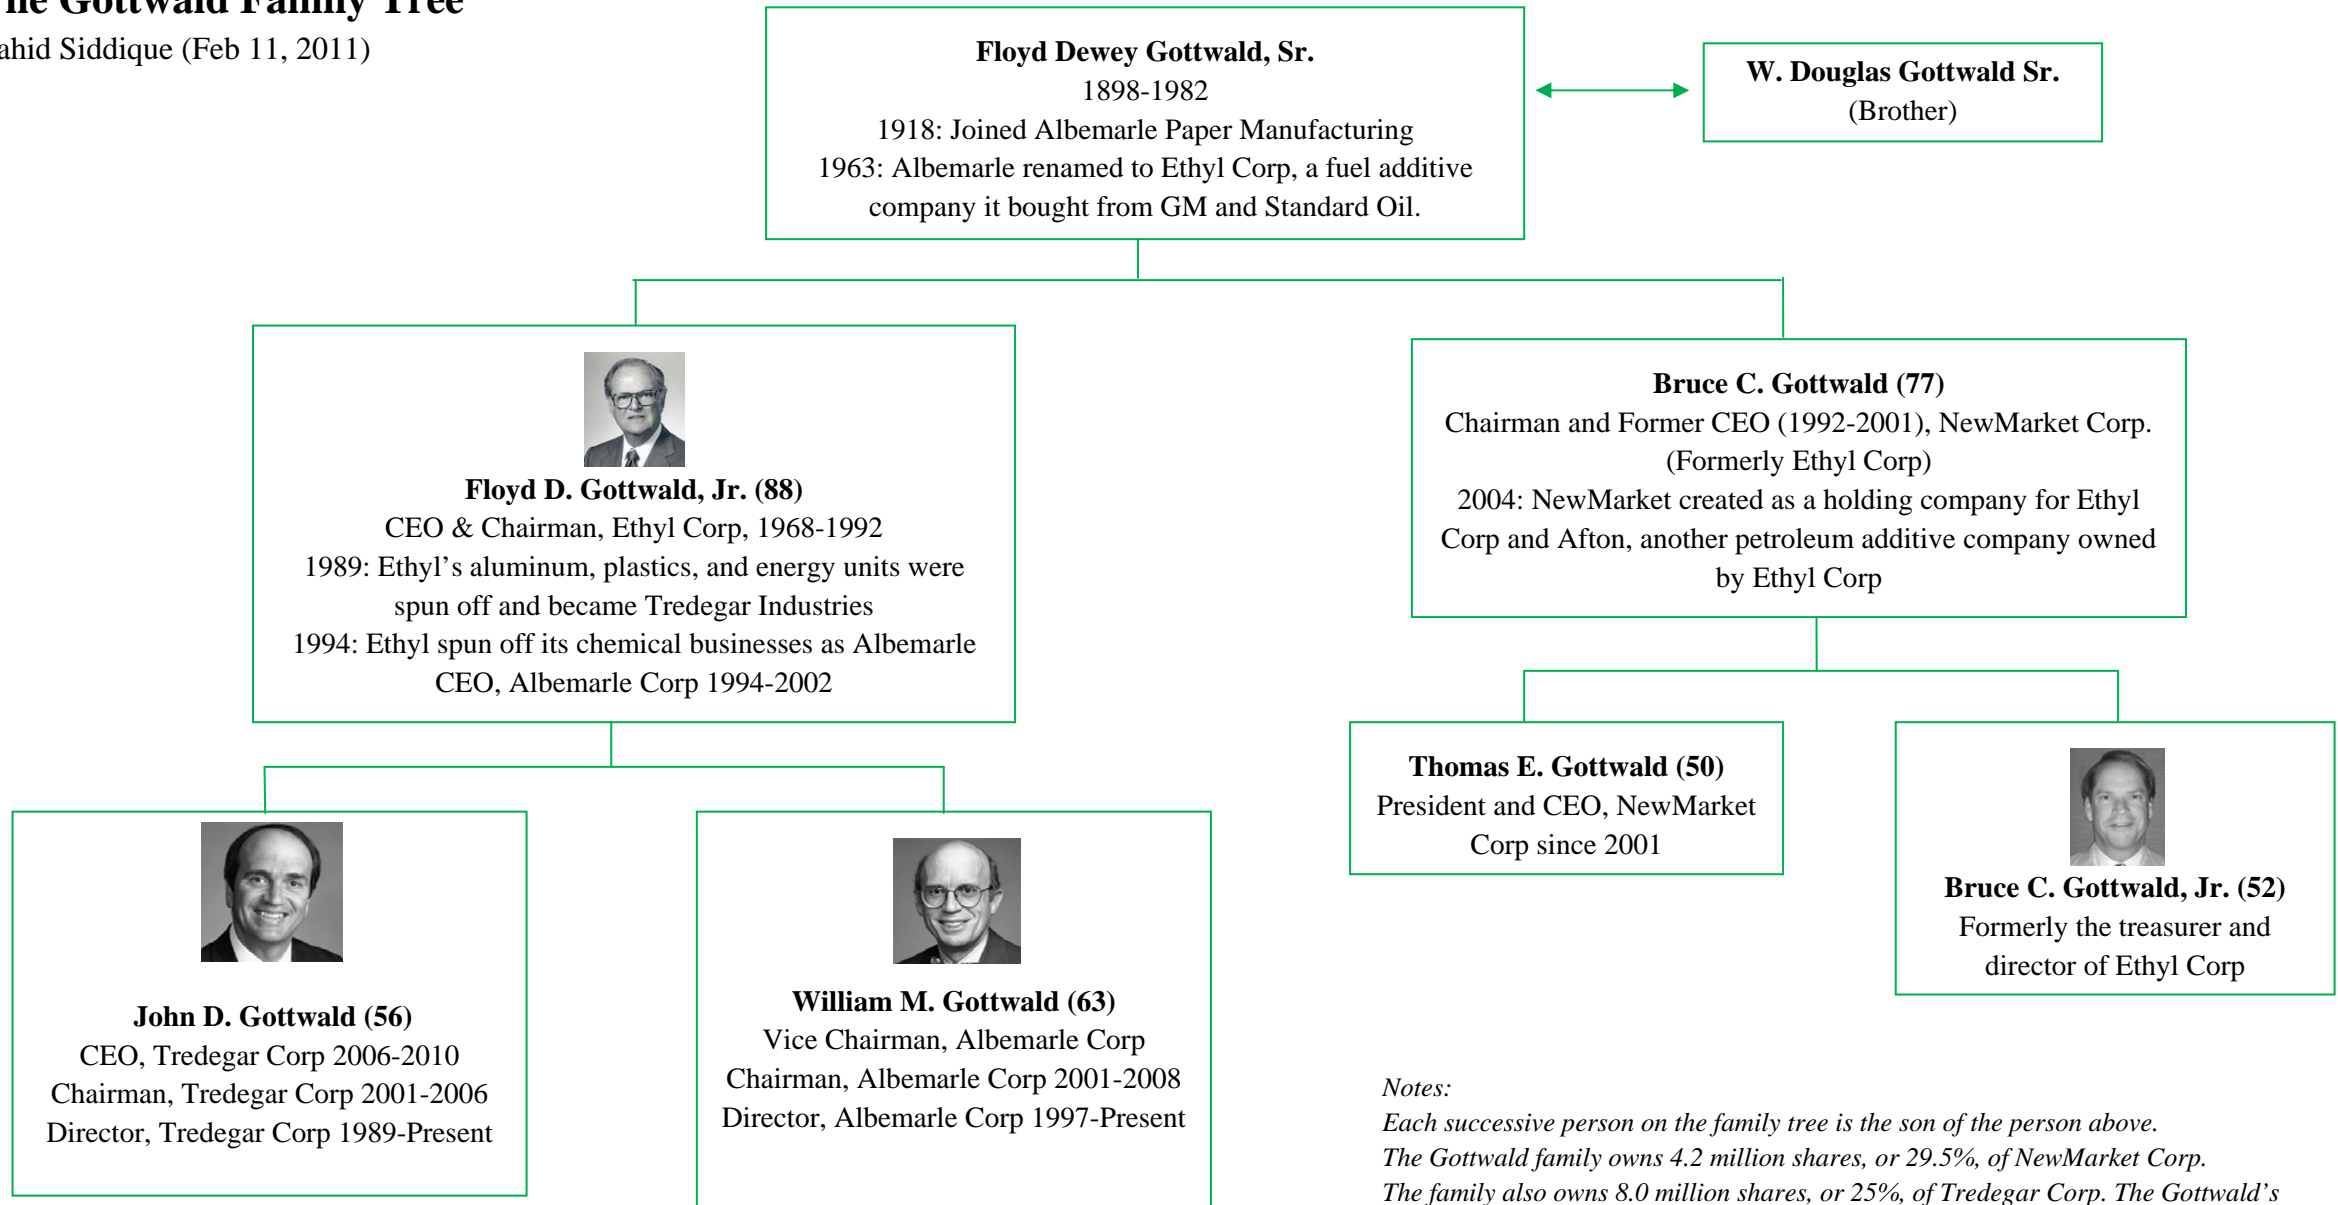 Gottwald Family Tree
Siddique (Feb 11, 2011)
Floyd Dewey Gottwald, Sr.
1898-1982
1918: Joined Albemarle Paper Manufacturing
1963: Albemarle renamed to Ethyl Corp, a fuel additive
company it bought from GM and Standard Oil.
W. Douglas Gottwald Sr.
(Brother)
Floyd D. Gottwald, Jr. (88)
CEO & Chairman, Ethyl Corp, 1968-1992
1989: Ethyl’s aluminum, plastics, and energy units were
spun off and became Tredegar Industries
1994: Ethyl spun off its chemical businesses as Albemarle
CEO, Albemarle Corp 1994-2002
Bruce C. Gottwald (77)
Chairman and Former CEO (1992-2001), NewMarket Corp.
(Formerly Ethyl Corp)
2004: NewMarket created as a holding company for Ethyl
Corp and Afton, another petroleum additive company owned
by Ethyl Corp
John D. Gottwald (56)
CEO, Tredegar Corp 2006-2010
Chairman, Tredegar Corp 2001-2006
Director, Tredegar Corp 1989-Present
William M. Gottwald (63)
Vice Chairman, Albemarle Corp
Chairman, Albemarle Corp 2001-2008
Director, Albemarle Corp 1997-Present
Thomas E. Gottwald (50)
President and CEO, NewMarket
Corp since 2001
Bruce C. Gottwald, Jr. (52)
Formerly the treasurer and
director of Ethyl Corp
Notes:
Each successive person on the family tree is the son of the person above.
The Gottwald family owns 4.2 million shares, or 29.5%, of NewMarket Corp.
The family also owns 8.0 million shares, or 25%, of Tredegar Corp. The Gottwald’s